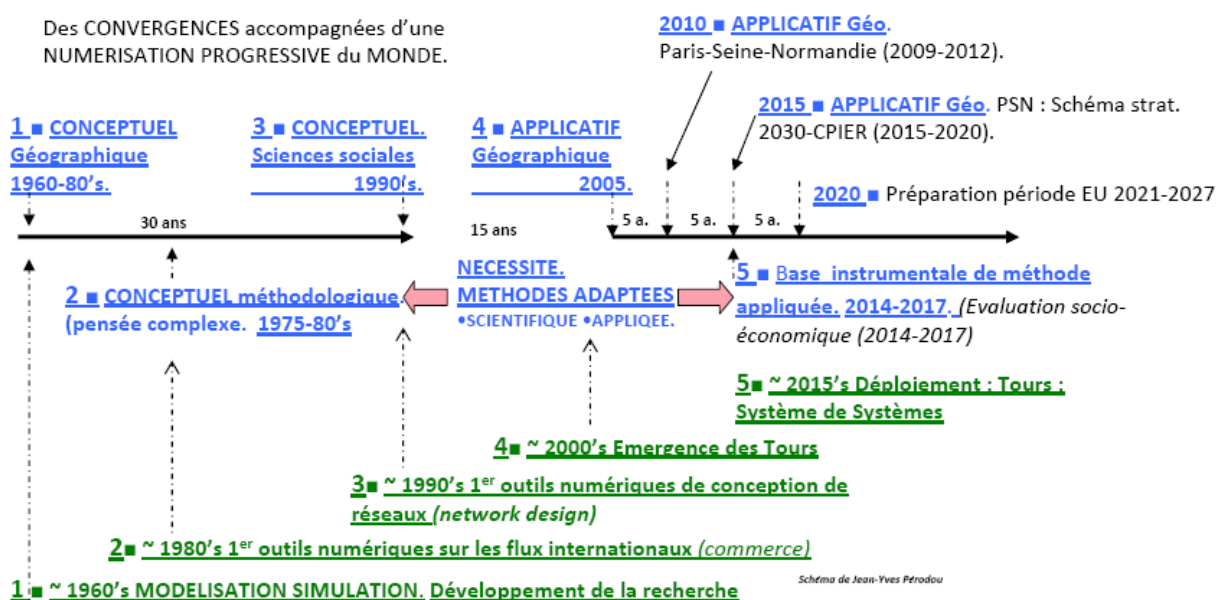 Des CONVERGENCES accompagnées d'une
NUMERISATION PROGRESSIVE du MONDE.
2010 ■ APPLICATIF Géo.
Paris-Seine-Normandie (2009-2012).
2015 ■ APPLICATIF Géo. PSN : Schéma strat.
2030-CPIER (2015-2020).
1 ■ CONCEPTUEL
Géographique
1960-80's.
3 ■ CONCEPTUEL.
Sciences sociales
1990's.
4 ■ APPLICATIF
Géographique
2005.
2020 ■ Préparation période EU 2021-2027
30 ans
15 ans
5 a.
5 a.
5 a.
2 ■ CONCEPTUEL méthodologique.
(pensée complexe. 1975-80's
NECESSITE.
METHODES ADAPTEES
•SCIENTIFIQUE •APPLIQEE.
5 ■ Base instrumentale de méthode
appliquée. 2014-2017. (Evaluation socio-
économique (2014-2017)
5■ ~ 2015's Déploiement : Tours :
Système de Systèmes
4■ ~ 2000's Emergence des Tours
3■ ~ 1990's 1er outils numériques de conception de
réseaux (network design)
2■ ~ 1980's 1er outils numériques sur les flux internationaux (commerce)
1 ■ ~ 1960's MODELISATION SIMULATION. Développement de la recherche
Schéma de Jean-Yves Pérodou